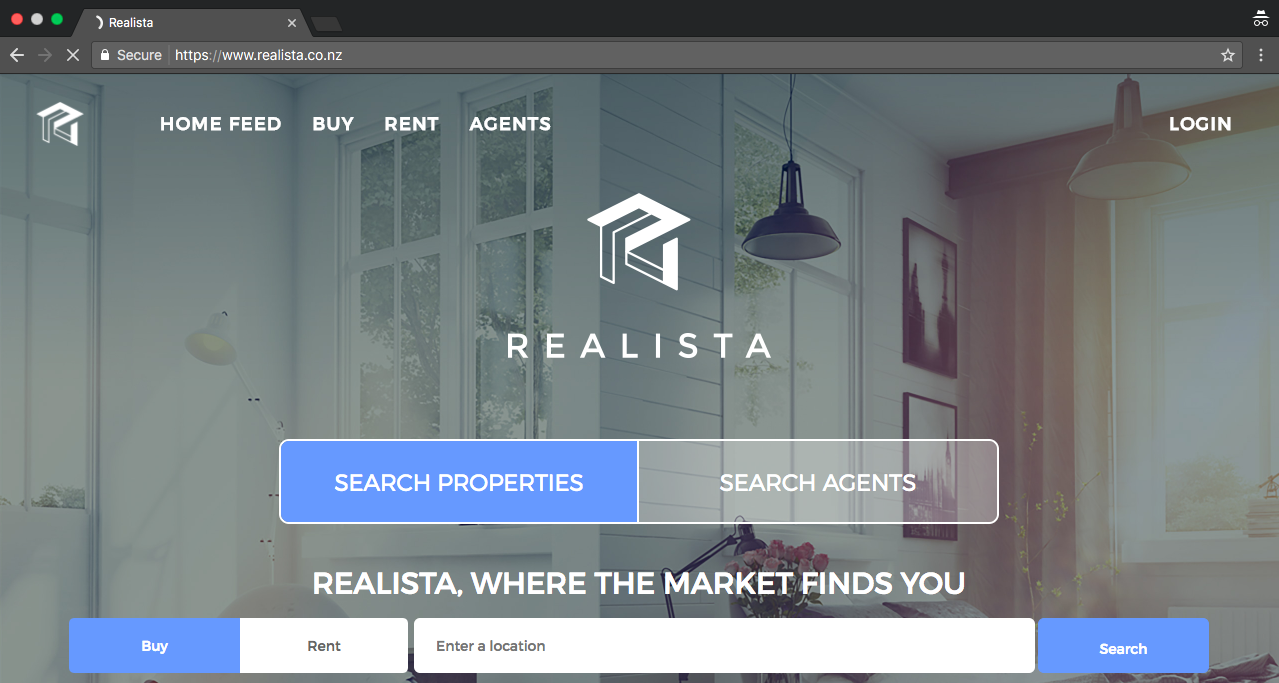 Realista
Secure https://www.realista.co.nz
HOME FEED BUY RENT AGENTS LOGIN
REALISTA
SEARCH PROPERTIES SEARCH AGENTS
REALISTA, WHERE THE MARKET FINDS YOU
Buy Rent Enter a location Search